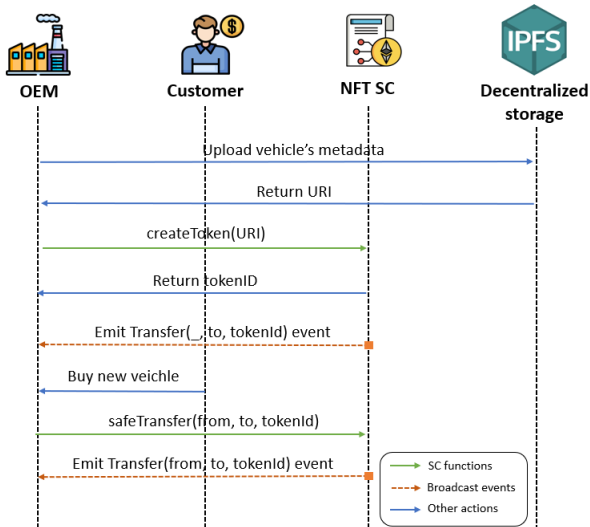 $
IPFS
OEM
Customer
NFT SC
Decentralized
storage
Upload vehicle's metadata
Return URI
createToken(URI)
Return tokenID
Emit Transfer(_, to, tokenId) event
Buy new veichle
safeTransfer(from, to, tokenId)
Emit Transfer(from, to, tokenId) event
SC functions
Broadcast events
Other actions